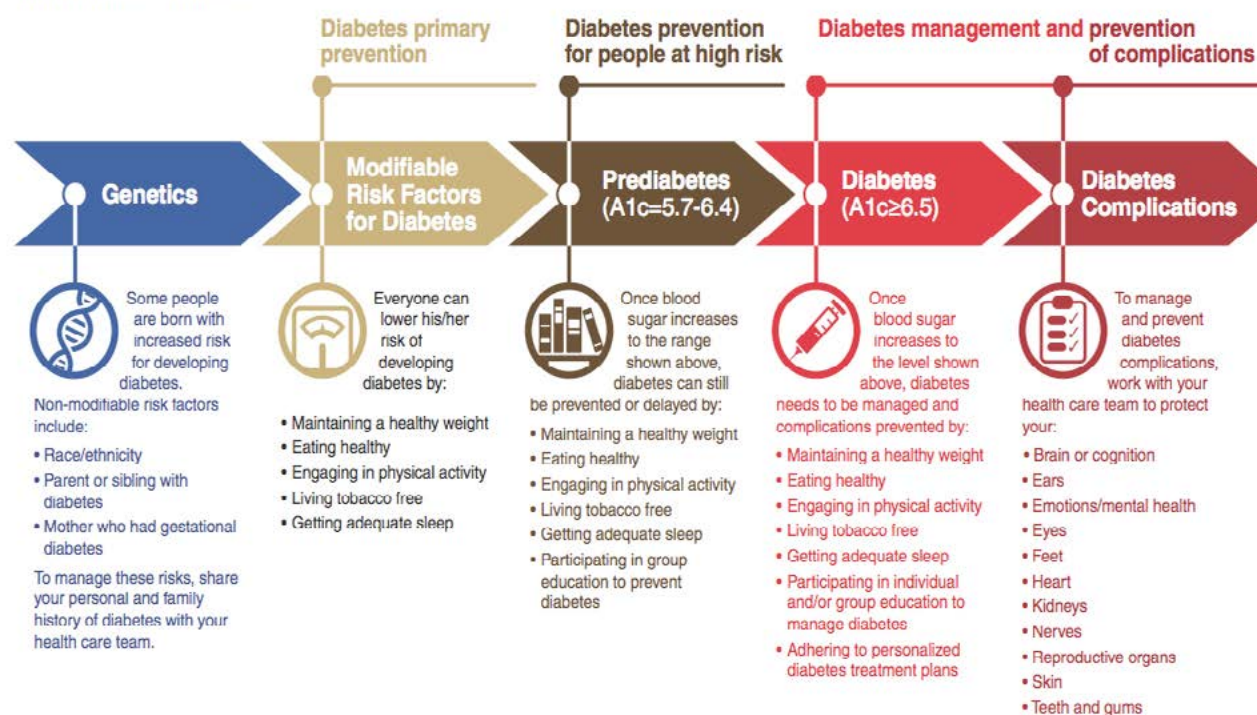 Diabetes primary
prevention
Diabetes prevention
for people at high risk
Diabetes management and prevention
of complications
Genetics
Modifiable
Risk Factors
for Diabetes
Prediabetes
(A1c=5.7-6.4)
Diabetes
(A1c≥6.5)
Diabetes
Complications
Some people
are born with
increased risk
for developing
diabetes.
Non-modifiable risk factors
include:
• Race/ethnicity
• Parent or sibling with
diabetes
• Mother who had gestational
diabetes
To manage these risks, share
your personal and family
history of diabetes with your
health care team.
Everyone can
lower his/her
risk of
developing
diabetes by:
• Maintaining a healthy weight
• Eating healthy
• Engaging in physical activity
• Living tobacco free
• Getting adequate sleep
Once blood
sugar increases
to the range
shown above,
diabetes can still
be prevented or delayed by:
• Maintaining a healthy weight
• Eating healthy
• Engaging in physical activity
• Living tobacco free
• Getting adequate sleep
• Participating in group
education to prevent
diabetes
Once
blood sugar
increases to
the level shown
above, diabetes
needs to be managed and
complications prevented by:
• Maintaining a healthy weight
• Eating healthy
• Engaging in physical activity
• Living tobacco free
• Getting adequate sleep
• Participating in individual
and/or group education to
manage diabetes
• Adhering to personalized
diabetes treatment plans
To manage
and prevent
diabetes
complications,
work with your
health care team to protect
your:
• Brain or cognition
• Ears
• Emotions/mental health
• Eyes
• Feet
• Heart
• Kidneys
• Nerves
• Reproductive organs
• Skin
• Teeth and gums